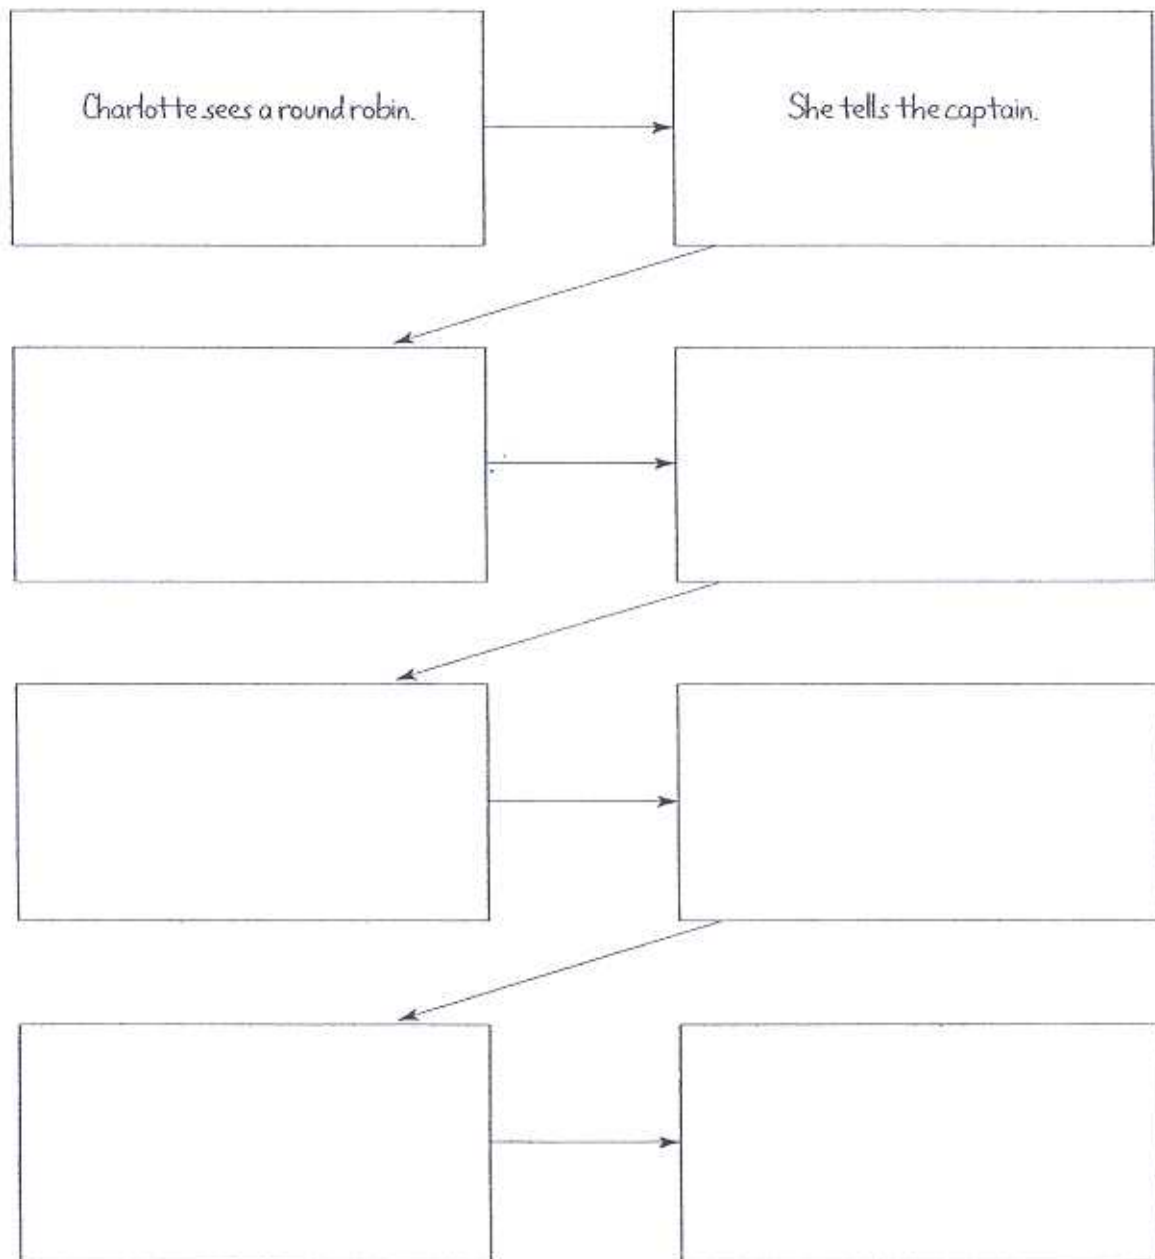 Charlotte sees a round robin.
She tells the captain.